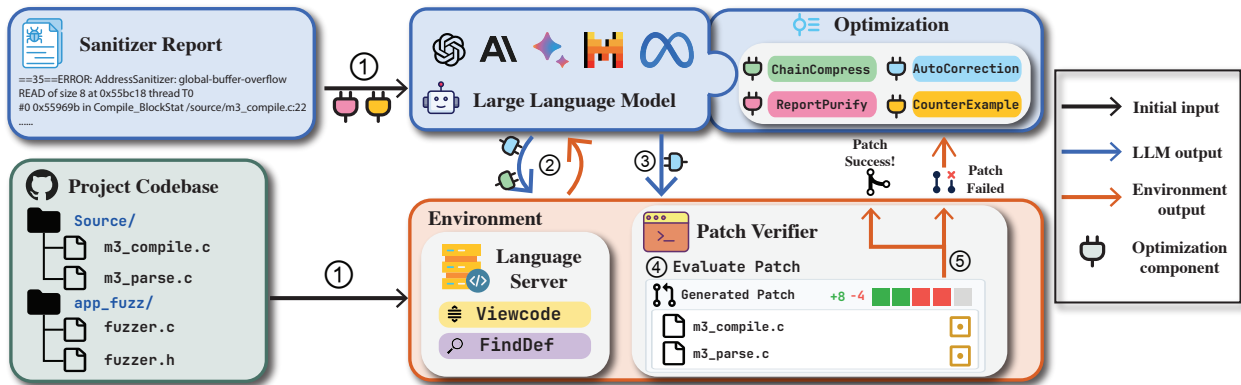 Sanitizer Report
==35==ERROR: AddressSanitizer: global-buffer-overflow
READ of size 8 at 0x55bc18 thread T0
#0 0x55969b in Compile_BlockStat /source/m3_compile.c:22
......
①
Large Language Model
Optimization
ChainCompress
AutoCorrection
ReportPurify
CounterExample
Initial input
LLM output
Environment
output
Optimization
component
②
③
Patch
Success!
Patch
Failed
Project Codebase
Source/
m3_compile.c
m3_parse.c
app_fuzz/
fuzzer.c
fuzzer.h
①
Environment
Language
Server
Viewcode
FindDef
Patch Verifier
④ Evaluate Patch
⑤
Generated Patch +8 -4
m3_compile.c
m3_parse.c